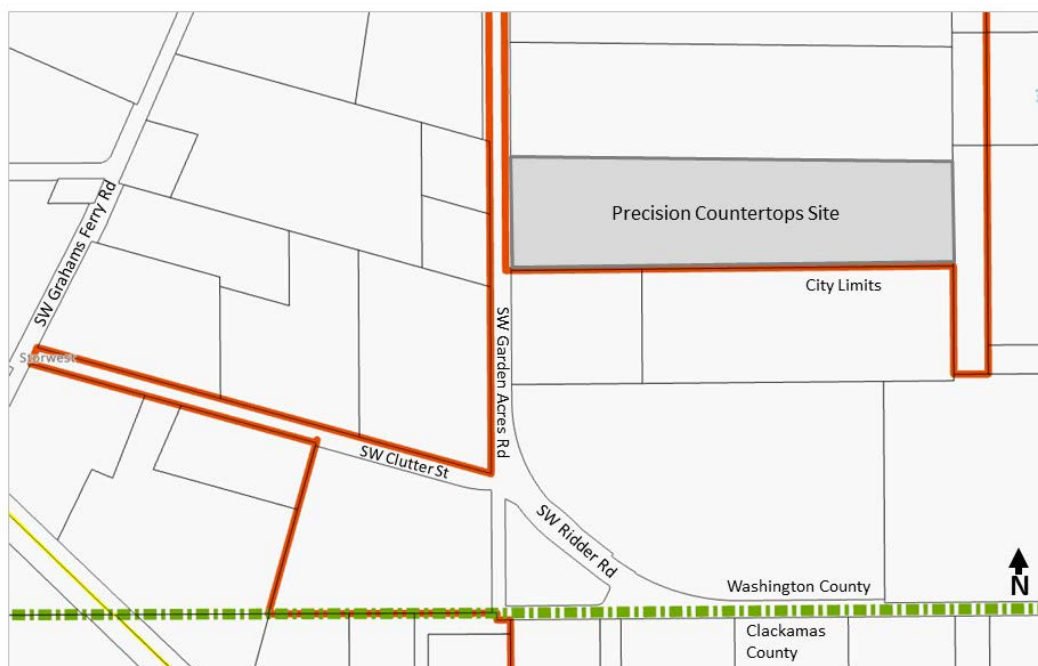 Precision Countertops Site
SW Grahams Ferry Rd
City Limits
SW Garden Acres Rd
Storwest
SW Clutter St
SW Ridder Rd
Washington County
N
Clackamas
County